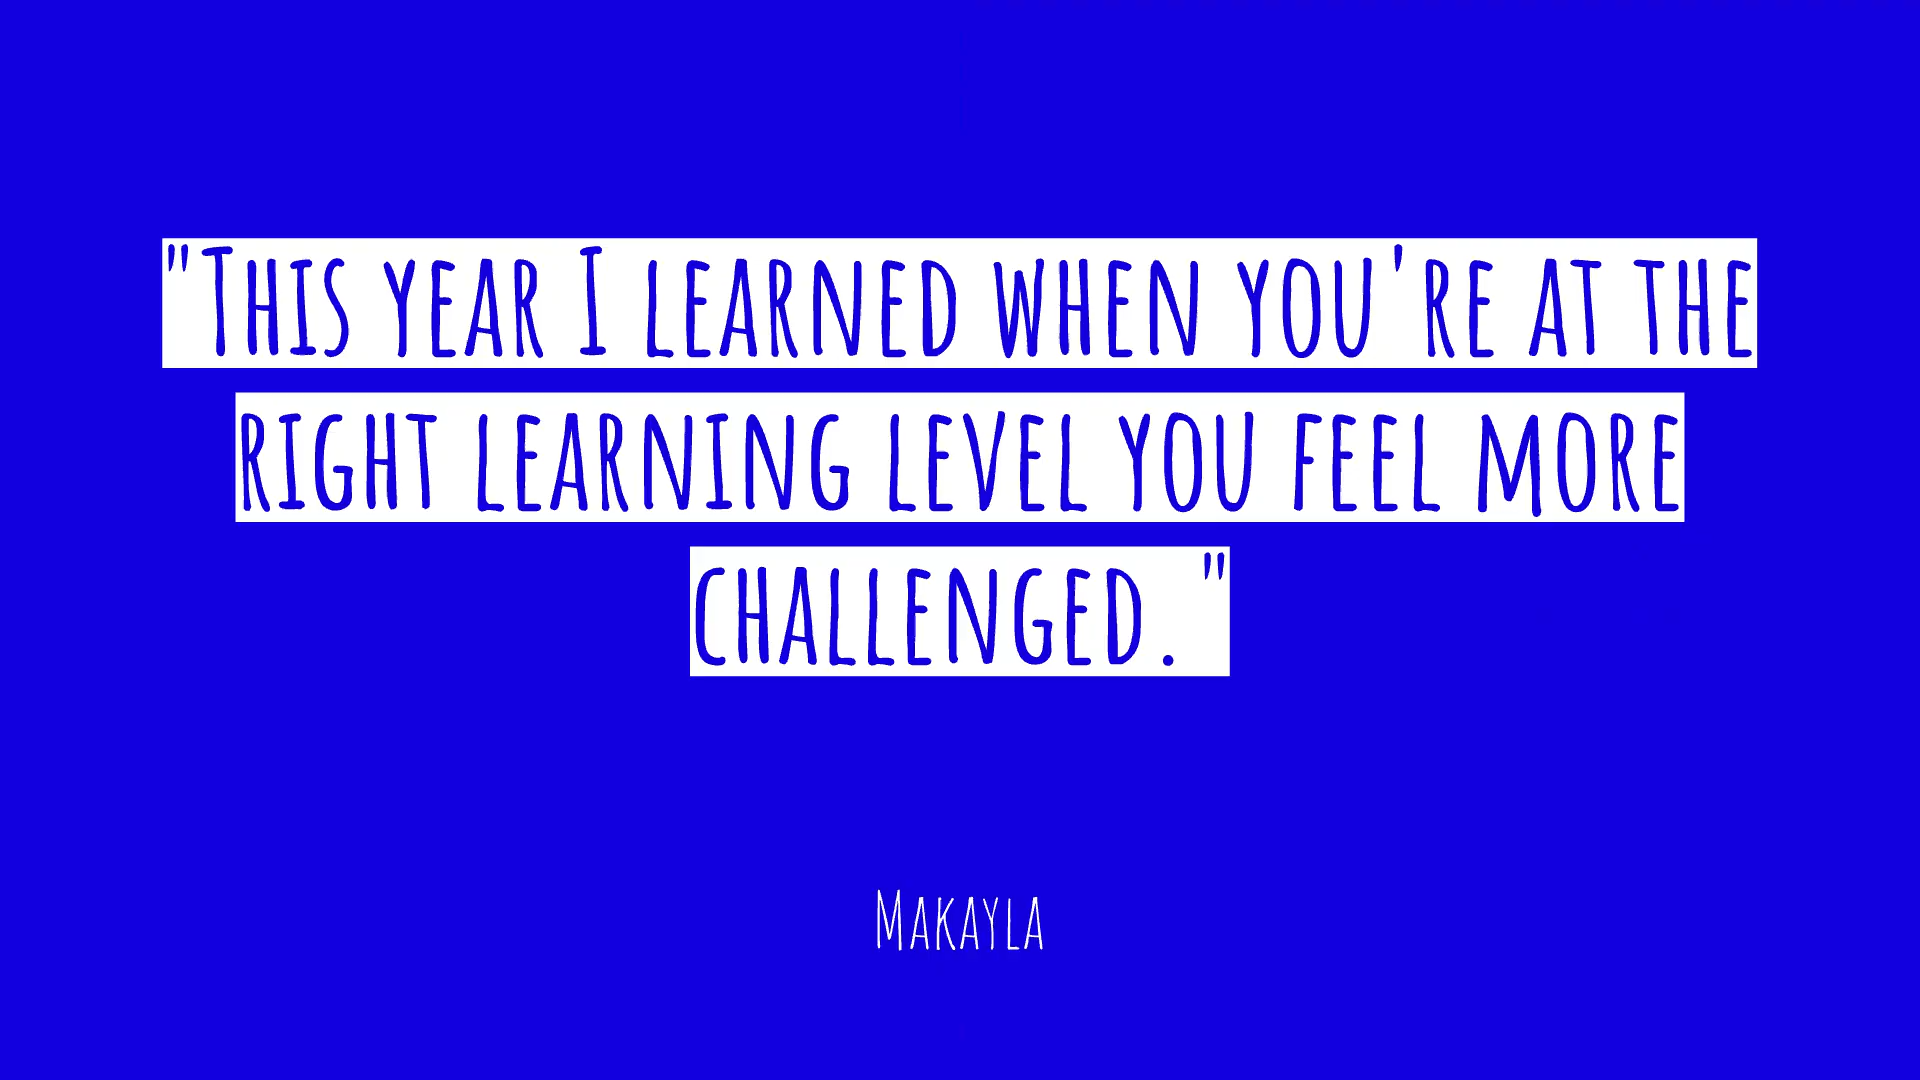 "This year I learned when you're at the
right learning level you feel more
challenged."
Makayla